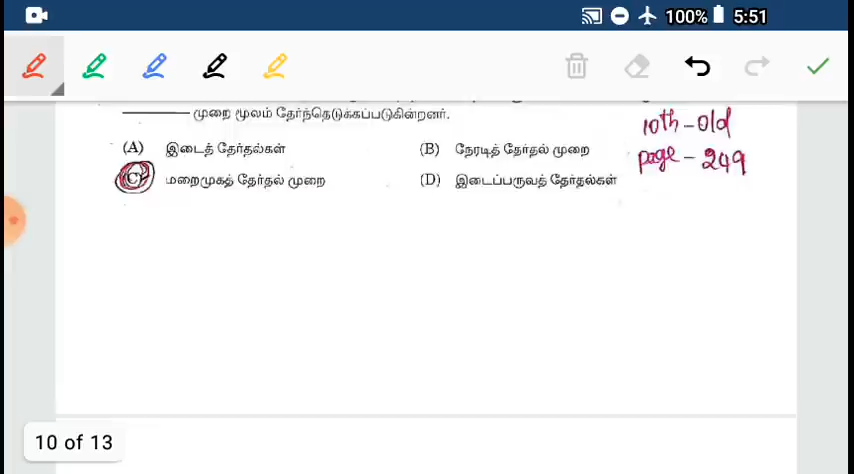 100% 5:51
முறை மூலம் தேர்ந்தெடுக்கப்படுகின்றனர்.
10th - Old
Page - 249
(A) இடைத் தேர்தல்கள் (B) நேரடித் தேர்தல் முறை
(C) மறைமுகத் தேர்தல் முறை (D) இடைப்பருவத் தேர்தல்கள்
10 of 13